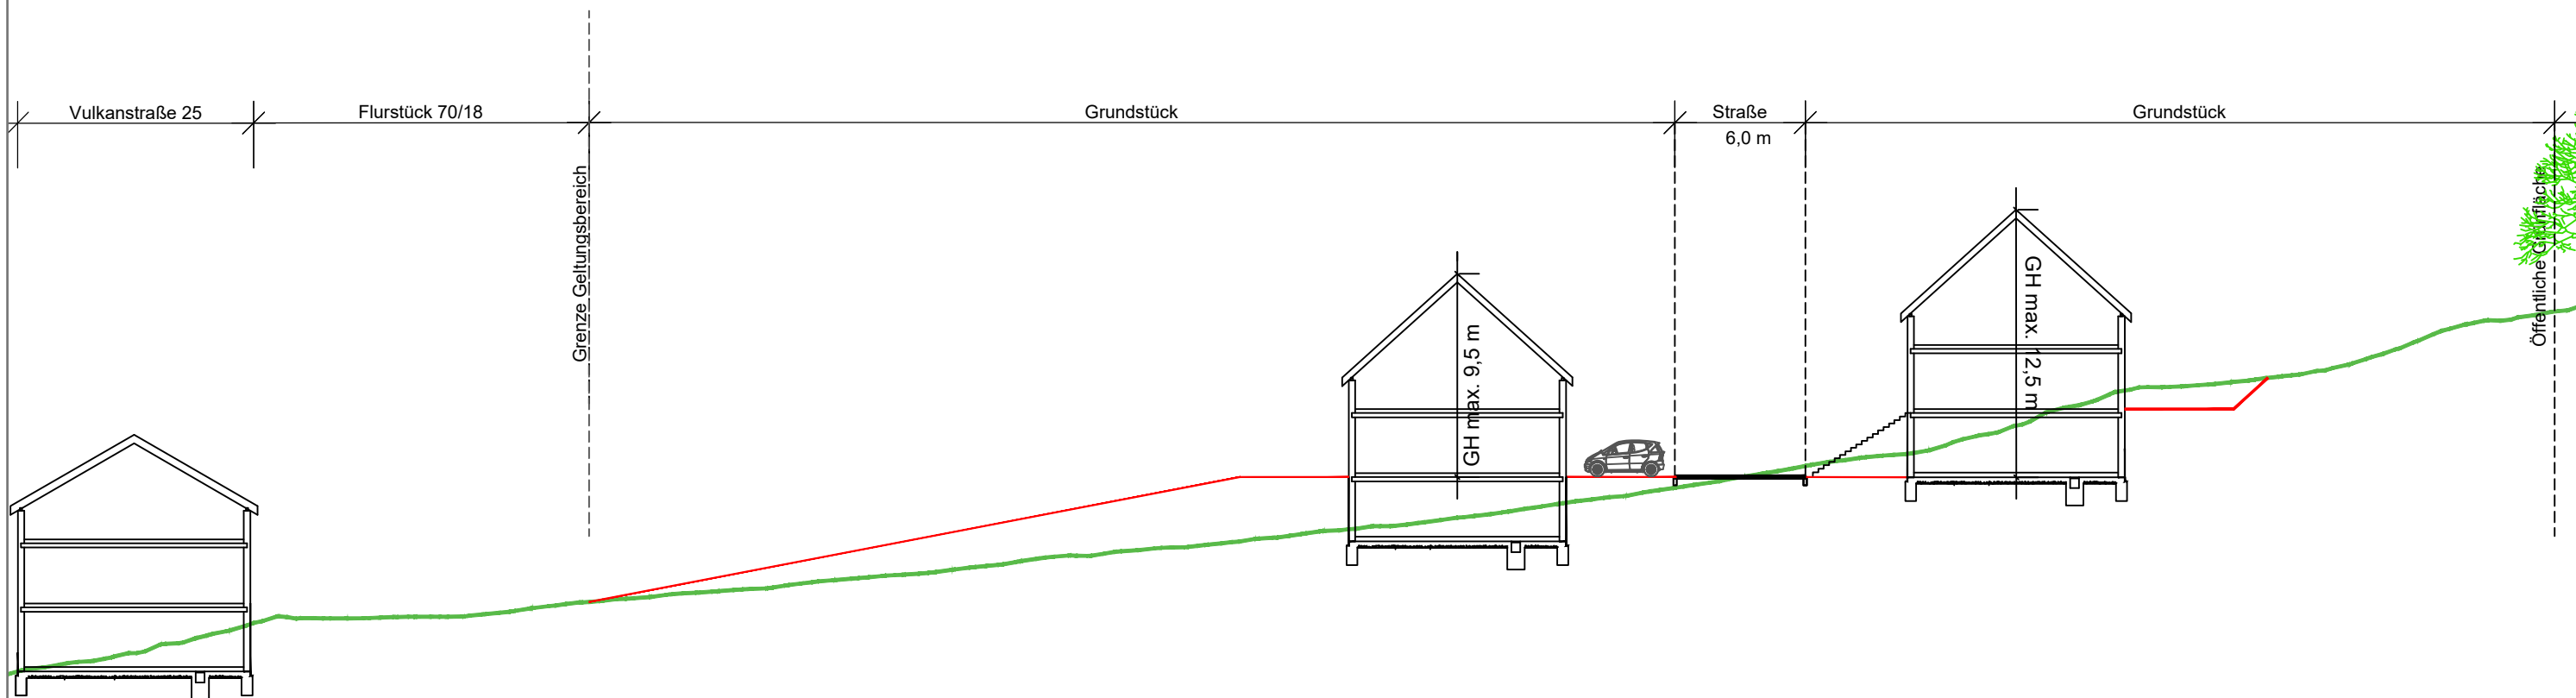 Vulkanstraße 25
Flurstück 70/18
Grundstück
Straße
6,0 m
Grundstück
Grenze Geltungsbereich
GH max. 9,5 m
GH max. 12,5 m
Öffentliche Grünfläche